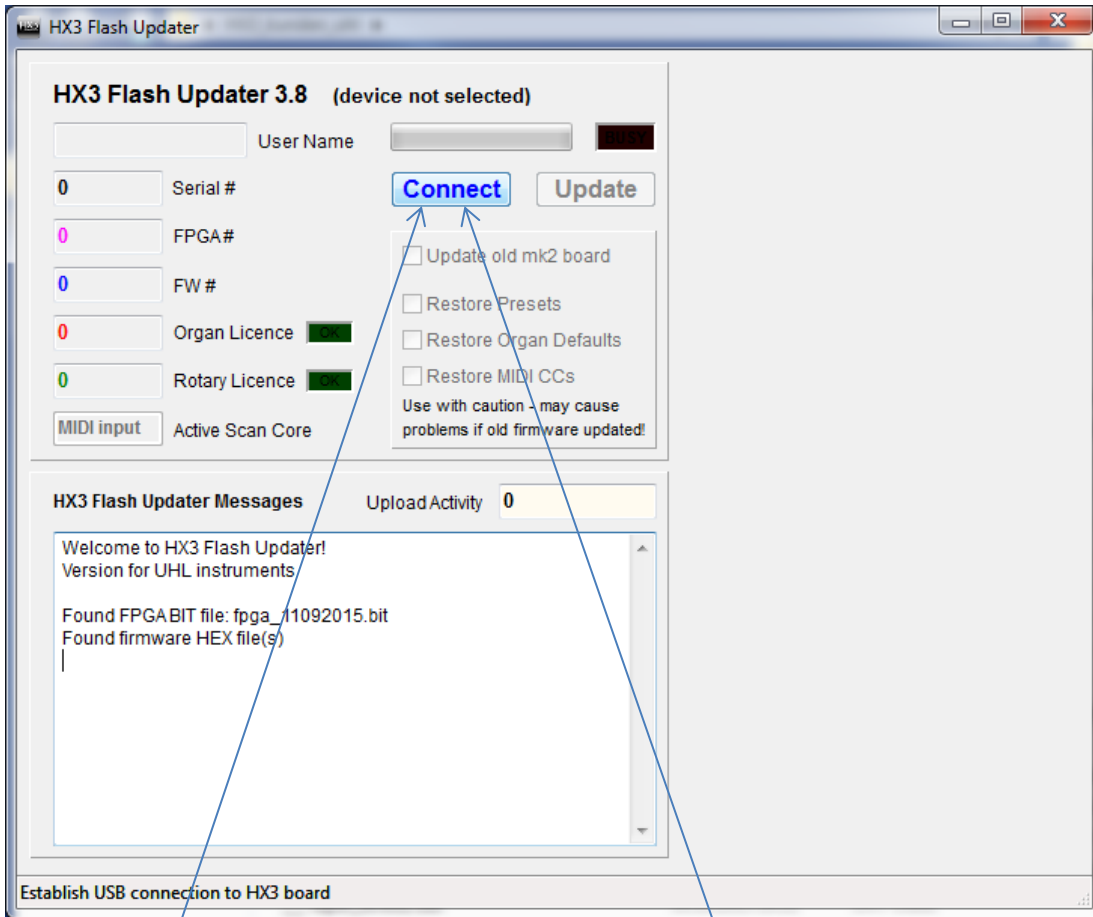 HX3 Flash Updater
HX3 Flash Updater 3.8 (device not selected)
User Name
BUSY
0 Serial #
Connect Update
0 FPGA#
Update old mk2 board
0 FW #
Restore Presets
0 Organ Licence OK
Restore Organ Defaults
0 Rotary Licence OK
Restore MIDI CCs
Use with caution - may cause
problems if old firmware updated!
MIDI input Active Scan Core
HX3 Flash Updater Messages Upload Activity 0
Welcome to HX3 Flash Updater!
Version for UHL instruments
Found FPGA BIT file: fpga_11092015.bit
Found firmware HEX file(s)
Establish USB connection to HX3 board